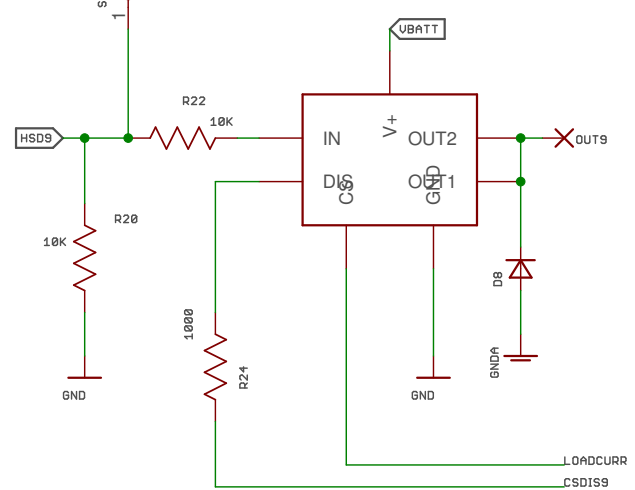 S
1
VBATT
R22
10K
HSD9
IN
V+
OUT2
OUT9
DIS
CS
GND
OUT1
R20
10K
D8
1000
R24
GNDA
GND
GND
LOADCURR
CSDIS9